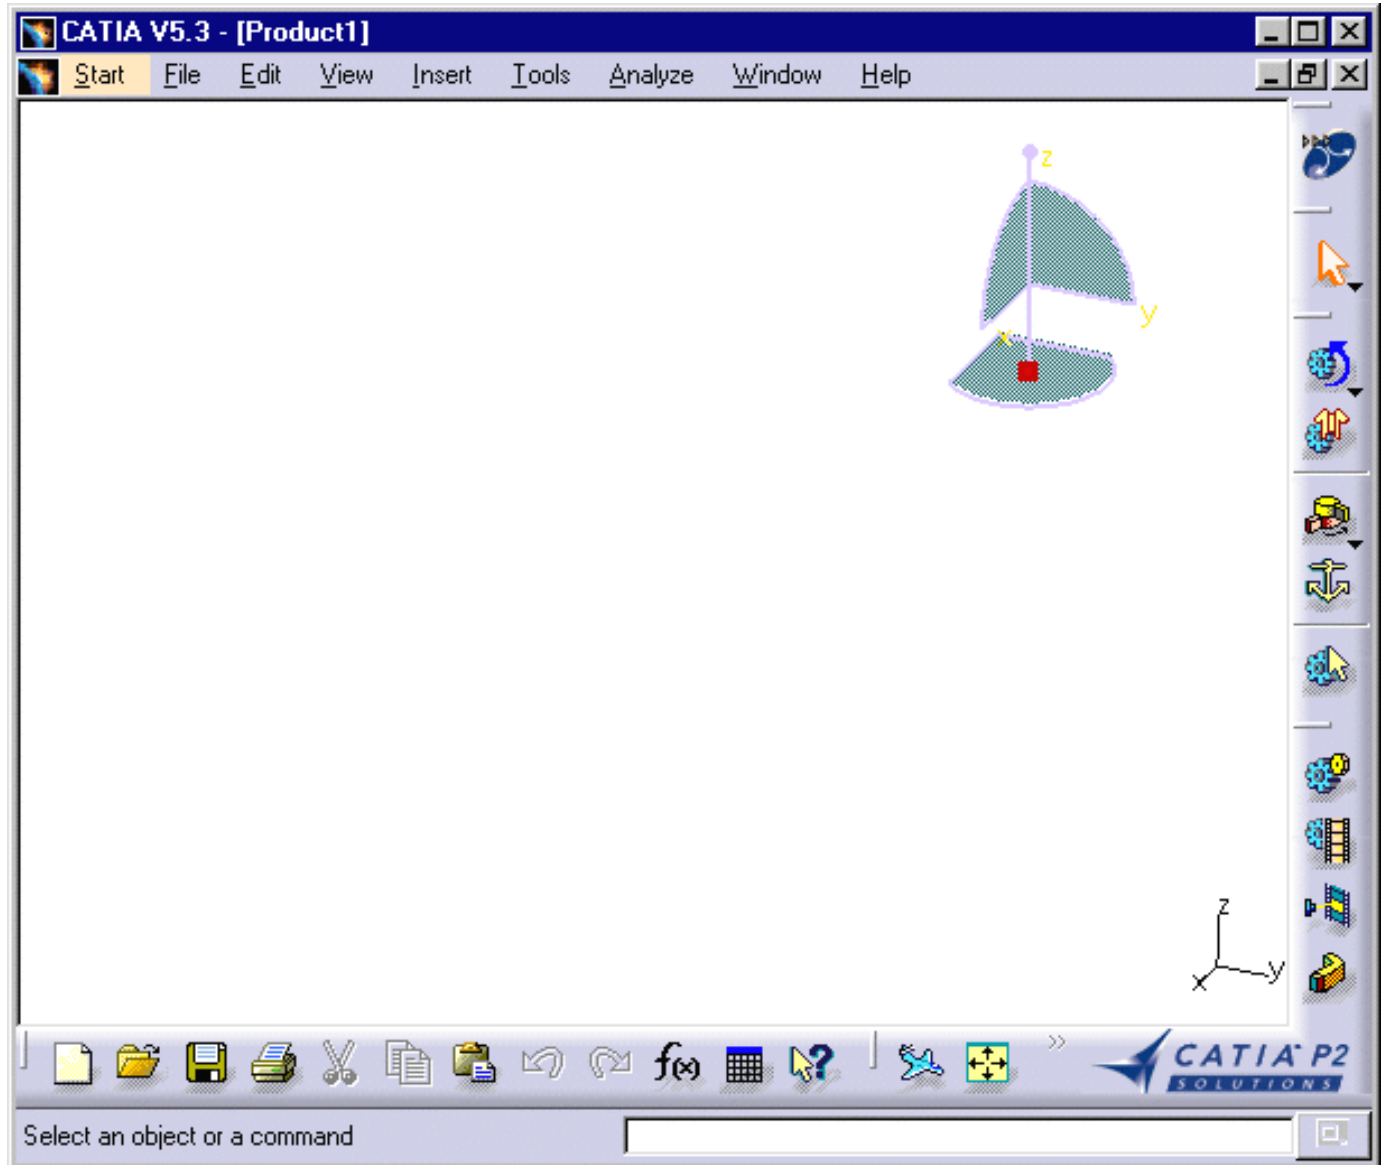 CATIA V5.3 - [Product1]
Start File Edit View Insert Tools Analyze Window Help
z
y
x
z
y
x
f(x)
?
CATIA P2
SOLUTIONS
Select an object or a command